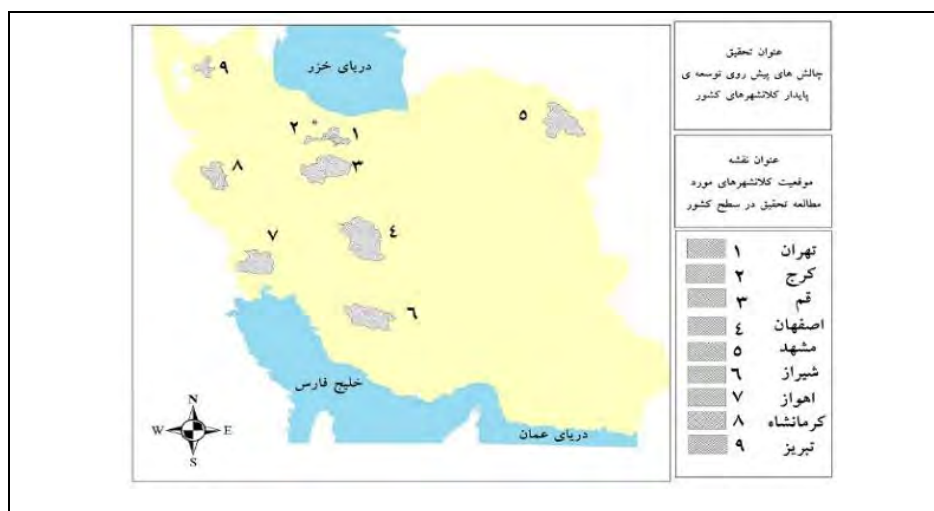 عنوان تحقیق
چالش های پیش روی توسعه ی
پایدار کلانشهرهای کشور
عنوان نقشه
موقعیت کلانشهرهای مورد
مطالعه تحقیق در سطح کشور
۱ تهران
۲ کرج
۳ قم
٤ اصفهان
۵ مشهد
٦ شیراز
۷ اهواز
۸ کرمانشاه
۹ تبریز
دریای خزر
۹
۵
۲
۱
۳
۸
٤
۷
٦
خلیج فارس
دریای عمان
N
W E
S